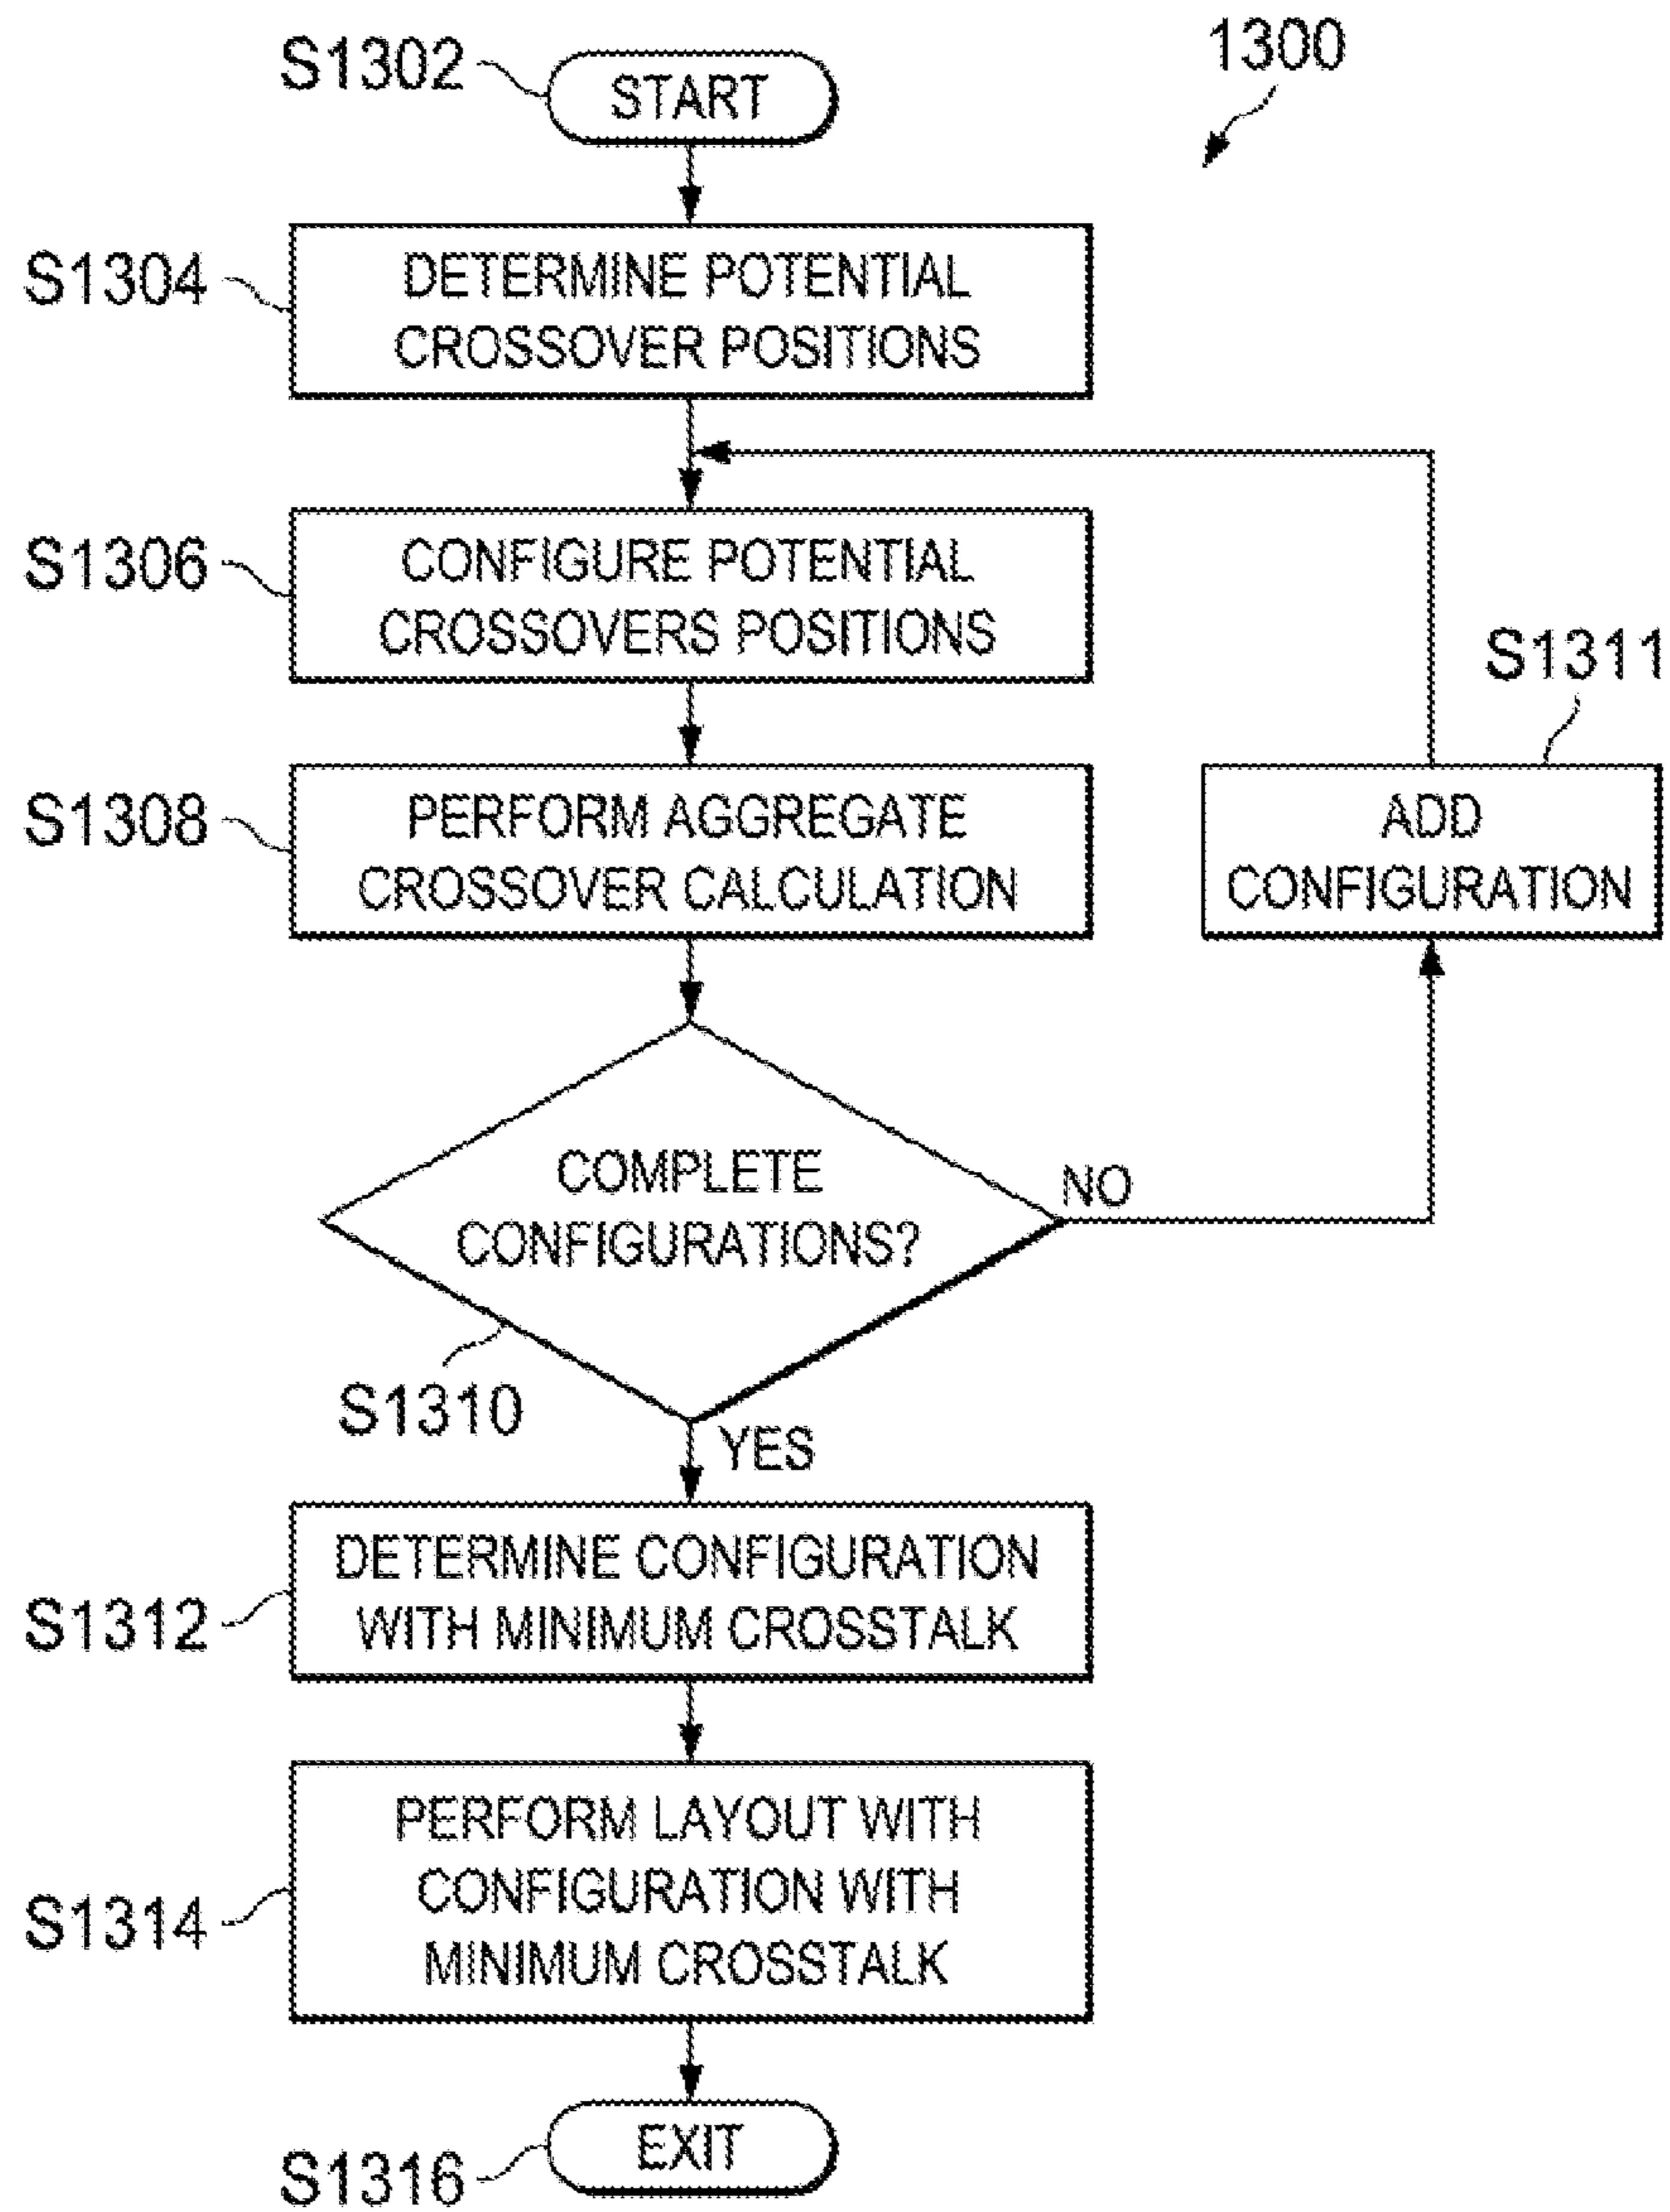 1300
S1302
START
S1304
DETERMINE POTENTIAL
CROSSOVER POSITIONS
S1306
CONFIGURE POTENTIAL
CROSSOVERS POSITIONS
S1311
ADD
CONFIGURATION
S1308
PERFORM AGGREGATE
CROSSOVER CALCULATION
COMPLETE
CONFIGURATIONS?
NO
S1310
YES
S1312
DETERMINE CONFIGURATION
WITH MINIMUM CROSSTALK
S1314
PERFORM LAYOUT WITH
CONFIGURATION WITH
MINIMUM CROSSTALK
EXIT
S1316